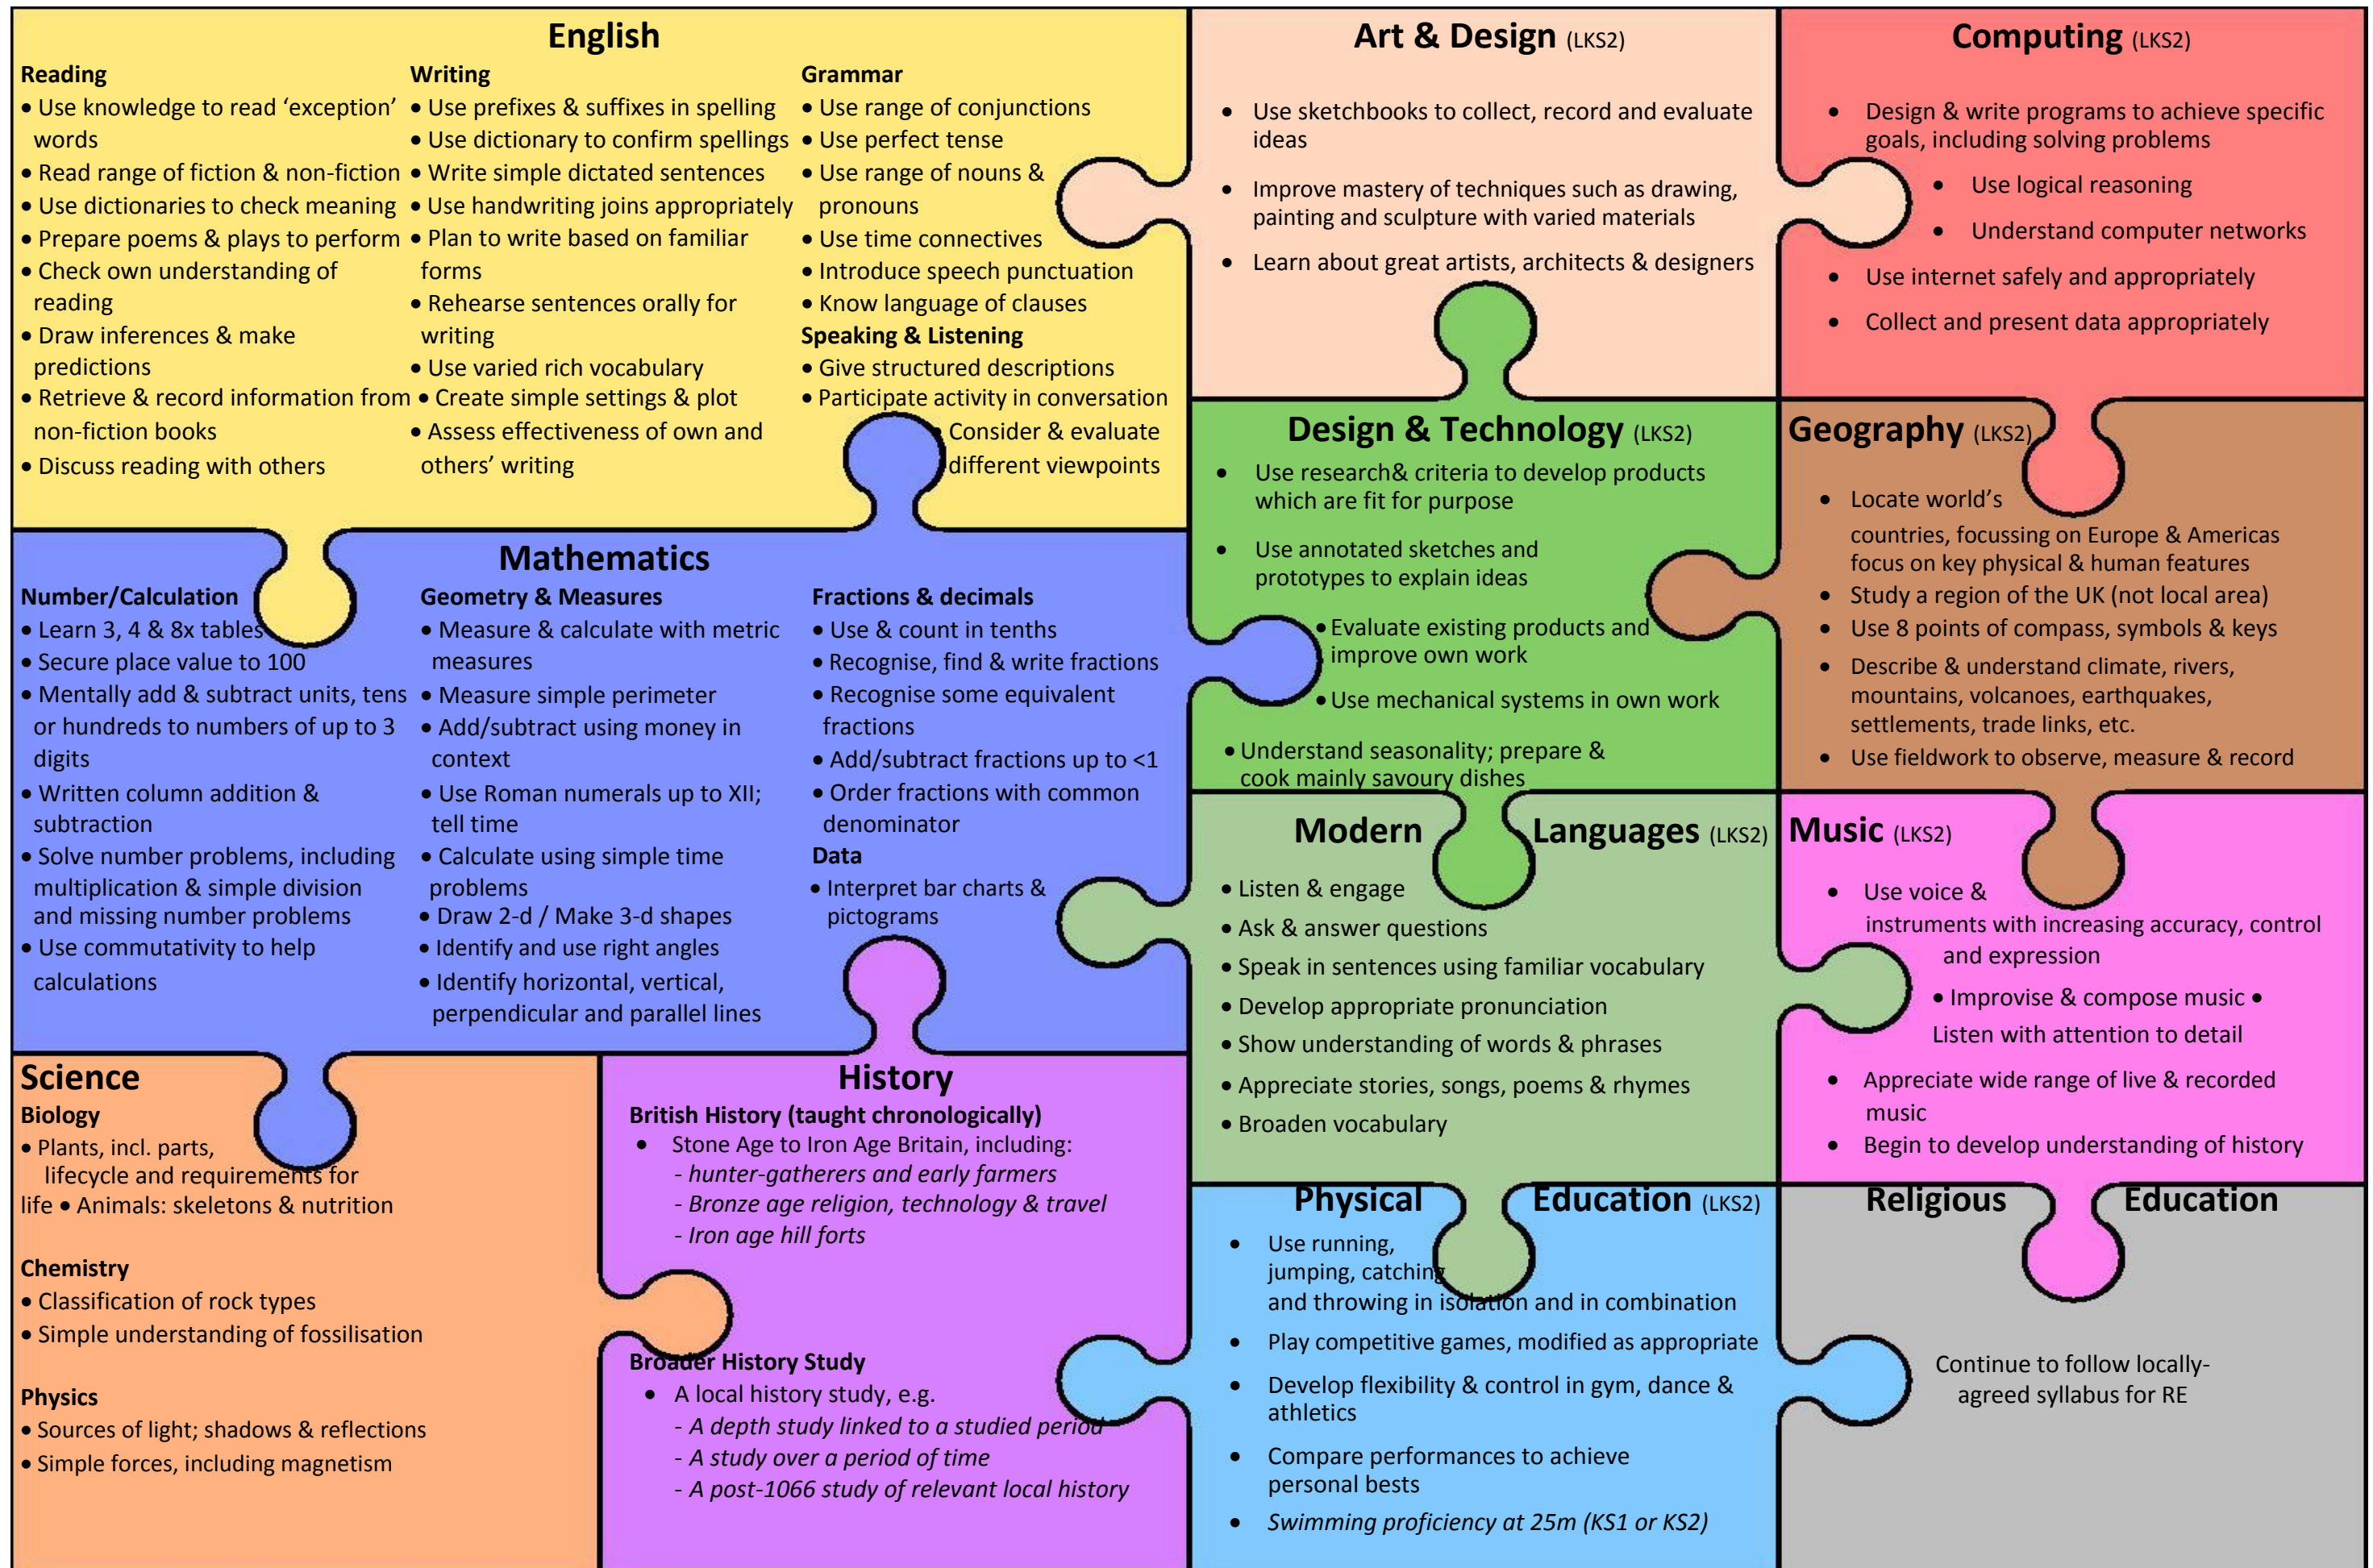 English
Reading
• Use knowledge to read ‘exception’
words
• Read range of fiction & non-fiction
• Use dictionaries to check meaning
• Prepare poems & plays to perform
• Check own understanding of
reading
• Draw inferences & make
predictions
• Retrieve & record information from
non-fiction books
• Discuss reading with others
Writing
• Use prefixes & suffixes in spelling
• Use dictionary to confirm spellings
• Write simple dictated sentences
• Use handwriting joins appropriately
• Plan to write based on familiar
forms
• Rehearse sentences orally for
writing
• Use varied rich vocabulary
• Create simple settings & plot
• Assess effectiveness of own and
others’ writing
Grammar
• Use range of conjunctions
• Use perfect tense
• Use range of nouns &
pronouns
• Use time connectives
• Introduce speech punctuation
• Know language of clauses
Speaking & Listening
• Give structured descriptions
• Participate activity in conversation
• Consider & evaluate
different viewpoints
Art & Design (LKS2)
• Use sketchbooks to collect, record and evaluate
ideas
• Improve mastery of techniques such as drawing,
painting and sculpture with varied materials
• Learn about great artists, architects & designers
Computing (LKS2)
• Design & write programs to achieve specific
goals, including solving problems
• Use logical reasoning
• Understand computer networks
• Use internet safely and appropriately
• Collect and present data appropriately
Mathematics
Number/Calculation
• Learn 3, 4 & 8x tables
• Secure place value to 100
• Mentally add & subtract units, tens
or hundreds to numbers of up to 3
digits
• Written column addition &
subtraction
• Solve number problems, including
multiplication & simple division
and missing number problems
• Use commutativity to help
calculations
Geometry & Measures
• Measure & calculate with metric
measures
• Measure simple perimeter
• Add/subtract using money in
context
• Use Roman numerals up to XII;
tell time
• Calculate using simple time
problems
• Draw 2-d / Make 3-d shapes
• Identify and use right angles
• Identify horizontal, vertical,
perpendicular and parallel lines
Fractions & decimals
• Use & count in tenths
• Recognise, find & write fractions
• Recognise some equivalent
fractions
• Add/subtract fractions up to <1
• Order fractions with common
denominator
Data
• Interpret bar charts &
pictograms
Design & Technology (LKS2)
• Use research& criteria to develop products
which are fit for purpose
• Use annotated sketches and
prototypes to explain ideas
• Evaluate existing products and
improve own work
• Use mechanical systems in own work
• Understand seasonality; prepare &
cook mainly savoury dishes
Geography (LKS2)
• Locate world’s
countries, focussing on Europe & Americas
focus on key physical & human features
• Study a region of the UK (not local area)
• Use 8 points of compass, symbols & keys
• Describe & understand climate, rivers,
mountains, volcanoes, earthquakes,
settlements, trade links, etc.
• Use fieldwork to observe, measure & record
Modern Languages (LKS2)
• Listen & engage
• Ask & answer questions
• Speak in sentences using familiar vocabulary
• Develop appropriate pronunciation
• Show understanding of words & phrases
• Appreciate stories, songs, poems & rhymes
• Broaden vocabulary
Music (LKS2)
• Use voice &
instruments with increasing accuracy, control
and expression
• Improvise & compose music •
Listen with attention to detail
• Appreciate wide range of live & recorded
music
• Begin to develop understanding of history
Science
Biology
• Plants, incl. parts,
lifecycle and requirements for
life • Animals: skeletons & nutrition
Chemistry
• Classification of rock types
• Simple understanding of fossilisation
Physics
• Sources of light; shadows & reflections
• Simple forces, including magnetism
History
British History (taught chronologically)
• Stone Age to Iron Age Britain, including:
- hunter-gatherers and early farmers
- Bronze age religion, technology & travel
- Iron age hill forts
Broader History Study
• A local history study, e.g.
- A depth study linked to a studied period
- A study over a period of time
- A post-1066 study of relevant local history
Physical Education (LKS2)
• Use running,
jumping, catching
and throwing in isolation and in combination
• Play competitive games, modified as appropriate
• Develop flexibility & control in gym, dance &
athletics
• Compare performances to achieve
personal bests
• Swimming proficiency at 25m (KS1 or KS2)
Religious Education
Continue to follow locally-
agreed syllabus for RE